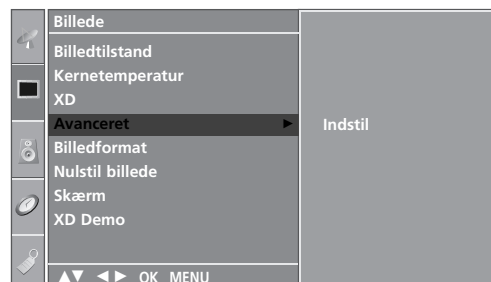 Billede
Billedtilstand
Kernetemperatur
XD
Avanceret ▶ Indstil
Billedformat
Nulstil billede
Skærm
XD Demo
▲▼ ◀▶ OK MENU